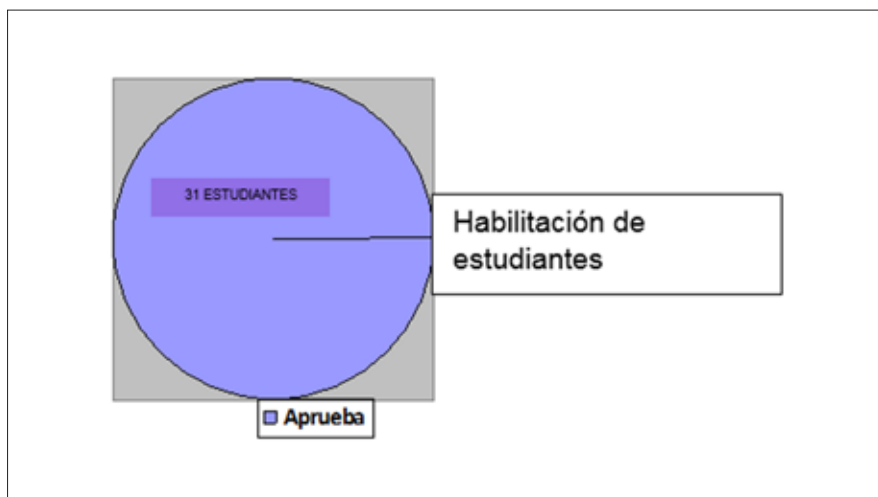 31 ESTUDIANTES
Habilitación de
estudiantes
Aprueba